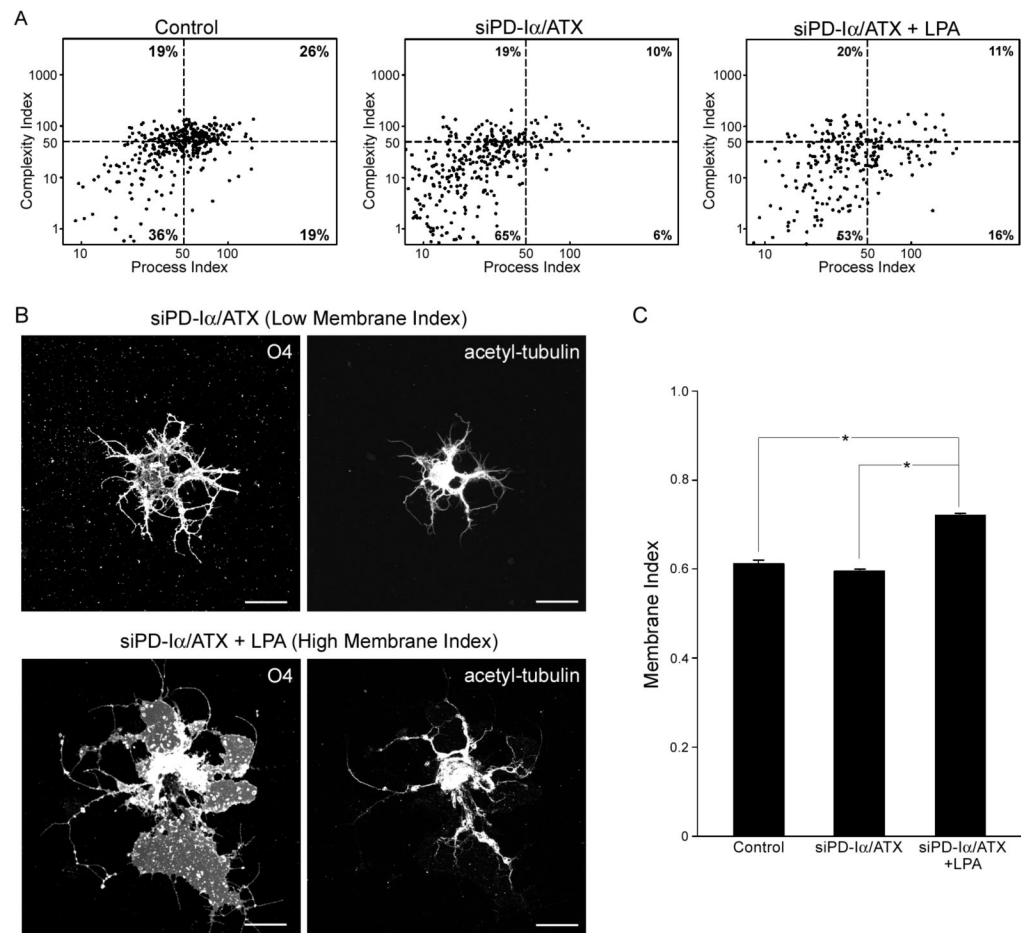 A
Control
siPD-Iα/ATX
siPD-Iα/ATX + LPA
19%
26%
1000
100
50
10
1
36%
19%
10
50
100
Complexity Index
Process Index
19%
10%
1000
100
50
10
1
65%
6%
10
50
100
Complexity Index
Process Index
20%
11%
1000
100
50
10
1
53%
16%
10
50
100
Complexity Index
Process Index
B
siPD-Iα/ATX (Low Membrane Index)
O4
acetyl-tubulin
siPD-Iα/ATX + LPA (High Membrane Index)
O4
acetyl-tubulin
C
1.0
0.8
0.6
0.4
0.2
0
Membrane Index
*
*
Control
siPD-Iα/ATX
siPD-Iα/ATX
+LPA